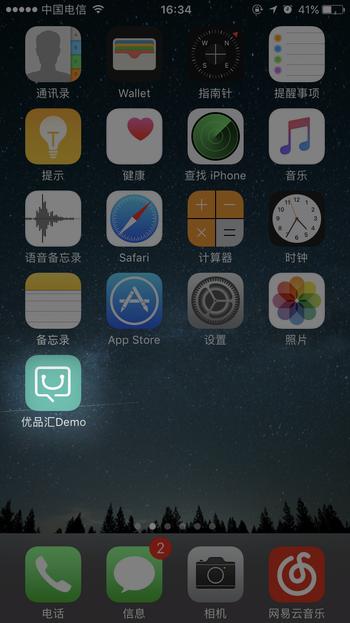 中国电信 16:34 41%
通讯录 Wallet 指南针 提醒事项
提示 健康 查找 iPhone 音乐
语音备忘录 Safari 计算器 时钟
备忘录 App Store 设置 照片
优品汇Demo
2
电话 信息 相机 网易云音乐